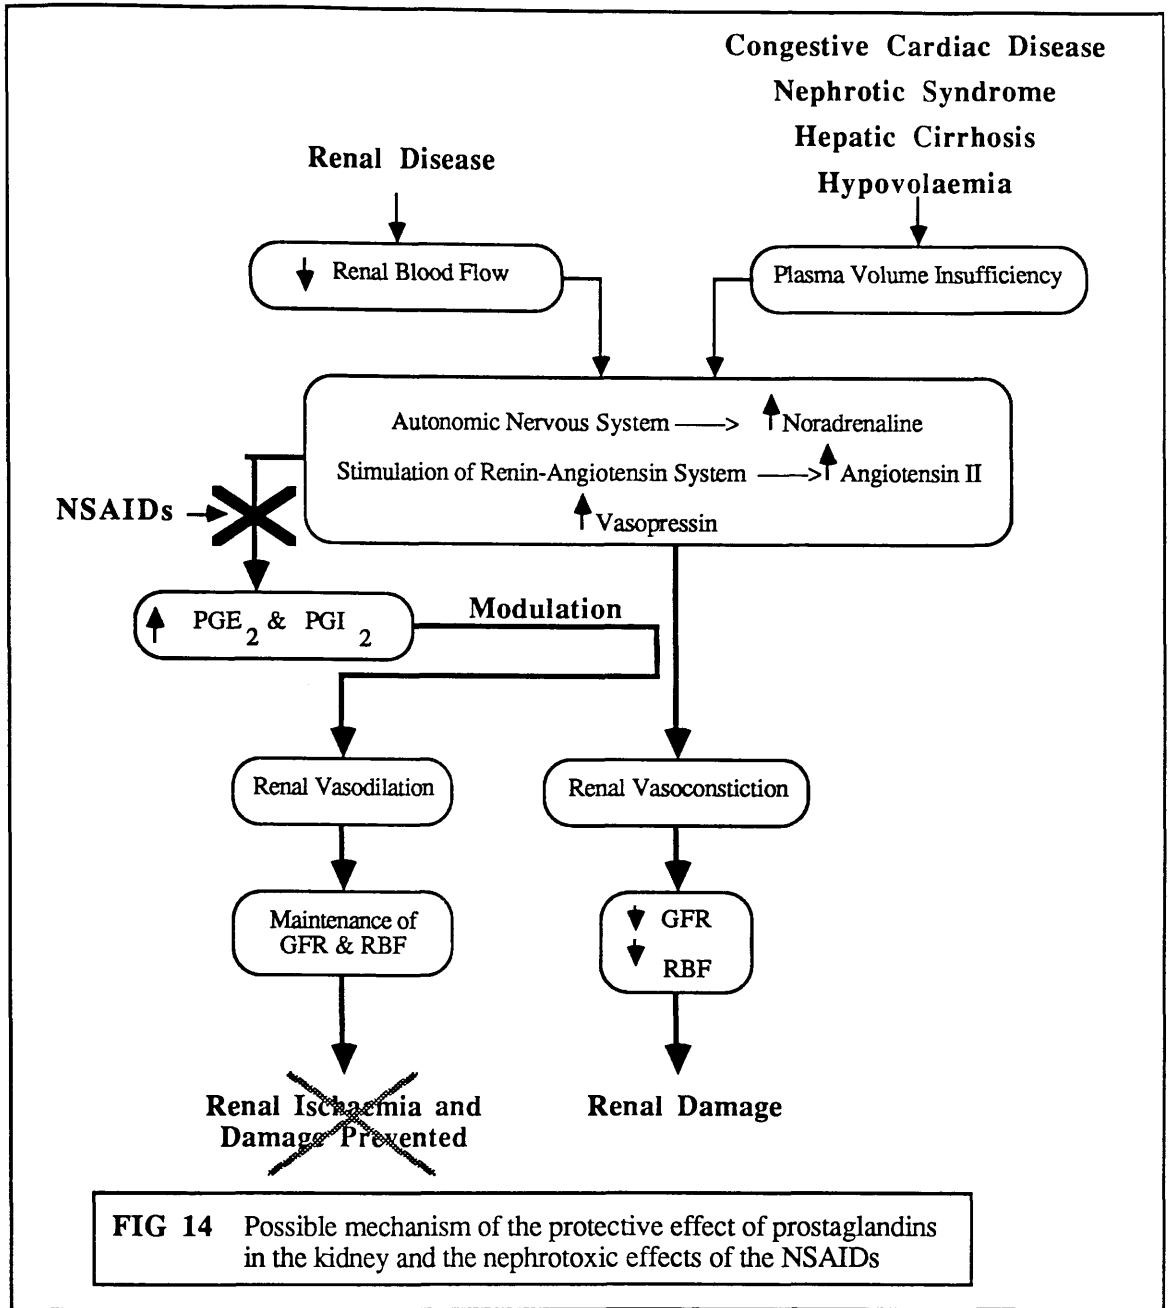 Congestive Cardiac Disease
Nephrotic Syndrome
Hepatic Cirrhosis
Hypovolaemia
Renal Disease
Renal Blood Flow
Plasma Volume Insufficiency
Autonomic Nervous System ——> Noradrenaline
Stimulation of Renin-Angiotensin System ——> Angiotensin II
Vasopressin
NSAIDs
PGE2 & PGI2
Modulation
Renal Vasodilation
Renal Vasoconstiction
Maintenance of
GFR & RBF
GFR
RBF
Renal Ischaemia and
Damage Prevented
Renal Damage
FIG 14 Possible mechanism of the protective effect of prostaglandins
in the kidney and the nephrotoxic effects of the NSAIDs